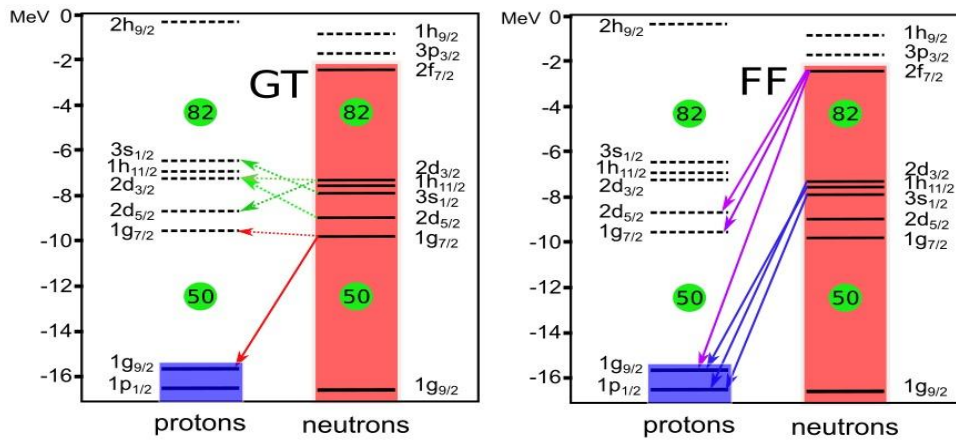 MeV
0
-2
-4
-6
-8
-10
-12
-14
-16
2h9/2
82
3s1/2
1h11/2
2d3/2
2d5/2
1g7/2
50
1g9/2
1p1/2
protons
GT
1h9/2
3p3/2
2f7/2
82
2d3/2
1h11/2
3s1/2
2d5/2
1g7/2
50
1g9/2
neutrons
MeV
0
-2
-4
-6
-8
-10
-12
-14
-16
2h9/2
82
3s1/2
1h11/2
2d3/2
2d5/2
1g7/2
50
1g9/2
1p1/2
protons
FF
1h9/2
3p3/2
2f7/2
82
2d3/2
1h11/2
3s1/2
2d5/2
1g7/2
50
1g9/2
neutrons